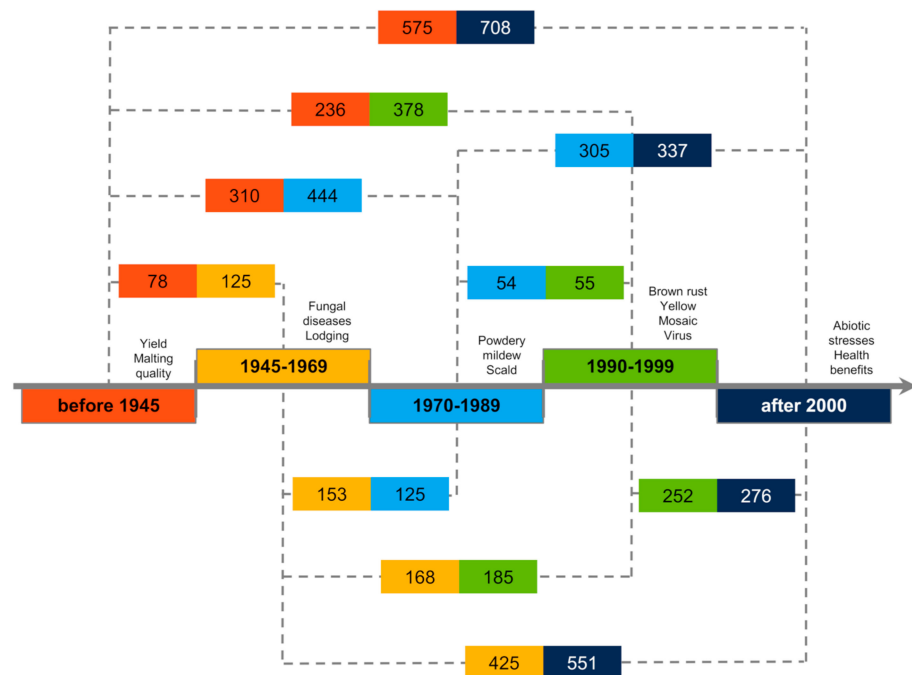 575 708
236 378
305 337
310 444
78 125
54 55
Yield
Malting
quality
Fungal
diseases
Lodging
Powdery
mildew
Scald
Brown rust
Yellow
Mosaic
Virus
Abiotic
stresses
Health
benefits
before 1945
1945-1969
1970-1989
1990-1999
after 2000
153 125
252 276
168 185
425 551